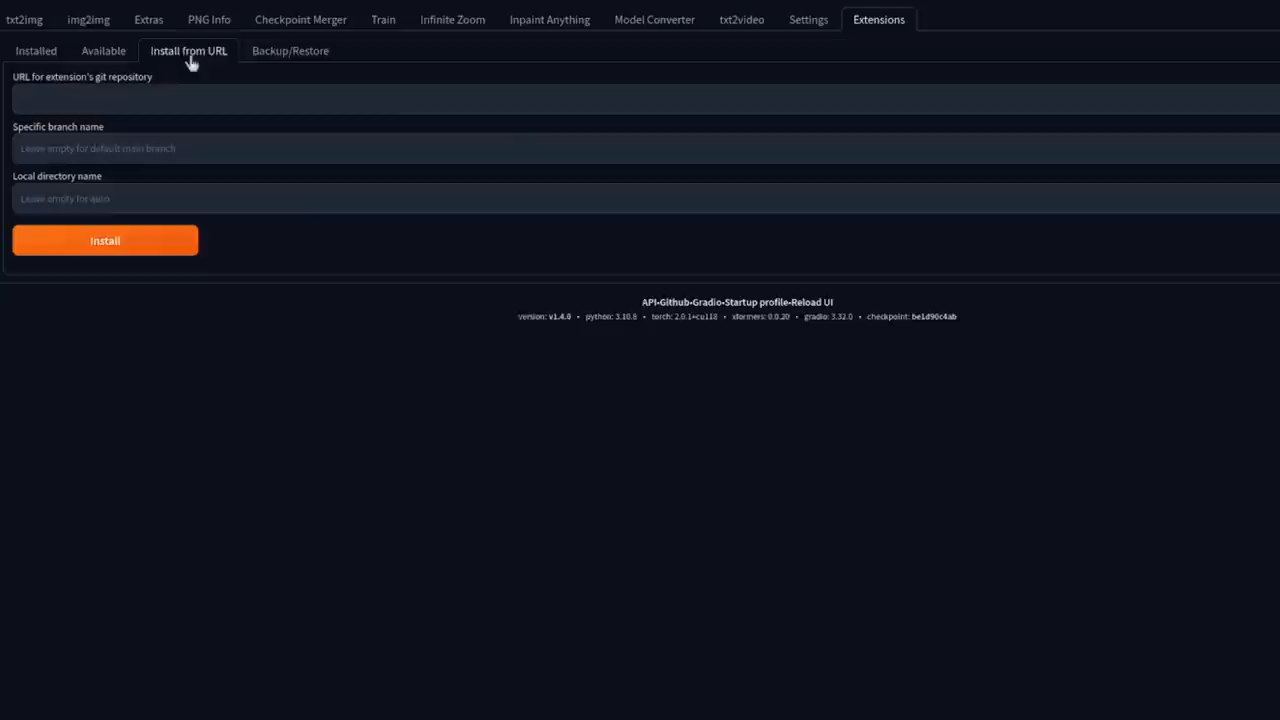 txt2img img2img Extras PNG Info Checkpoint Merger Train Infinite Zoom Inpaint Anything Model Converter txt2video Settings Extensions
Installed Available Install from URL Backup/Restore
URL for extension's git repository
Specific branch name
Leave empty for default main branch
Local directory name
Leave empty for auto
Install
API•Github•Gradio•Startup profile•Reload UI
version: v1.4.0 • python: 3.10.8 • torch: 2.0.1+cu118 • xformers: 0.0.20 • gradio: 3.32.0 • checkpoint: be1d90c4ab